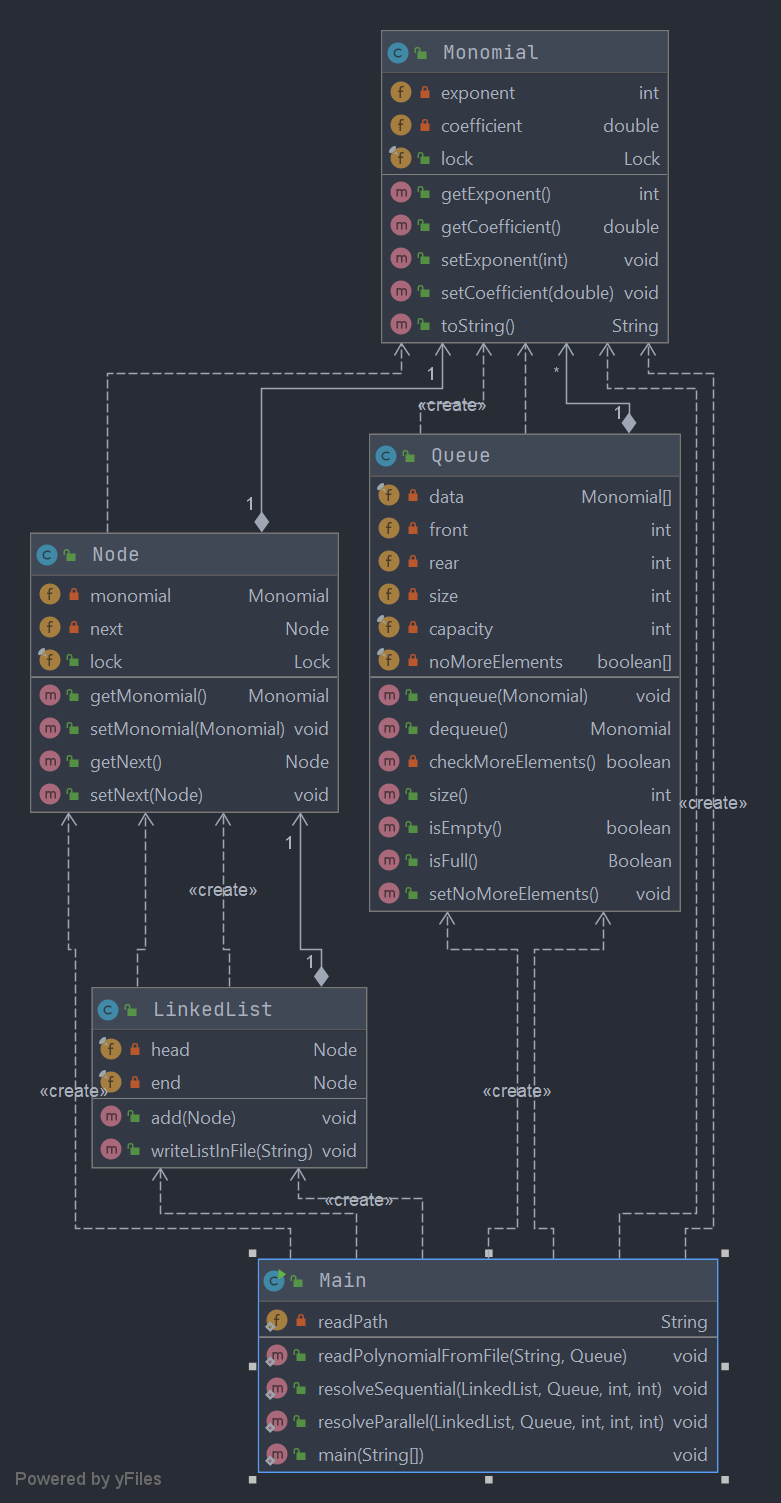 Monomial
exponent int
coefficient double
lock Lock
getExponent() int
getCoefficient() double
setExponent(int) void
setCoefficient(double) void
toString() String
1
*
«create»
1
1
Queue
data Monomial[]
front int
rear int
size int
capacity int
noMoreElements boolean[]
enqueue(Monomial) void
dequeue() Monomial
checkMoreElements() boolean
size() int
isEmpty() boolean
isFull() Boolean
setNoMoreElements() void
Node
monomial Monomial
next Node
lock Lock
getMonomial() Monomial
setMonomial(Monomial) void
getNext() Node
setNext(Node) void
«create»
1
«create»
1
LinkedList
head Node
end Node
add(Node) void
writeListInFile(String) void
«create»
«create»
«create»
Main
readPath String
readPolynomialFromFile(String, Queue) void
resolveSequential(LinkedList, Queue, int, int) void
resolveParallel(LinkedList, Queue, int, int, int) void
main(String[]) void
Powered by yFiles